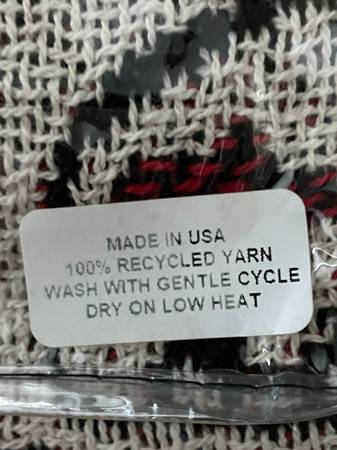 MADE IN USA
100% RECYCLED YARN
WASH WITH GENTLE CYCLE
DRY ON LOW HEAT